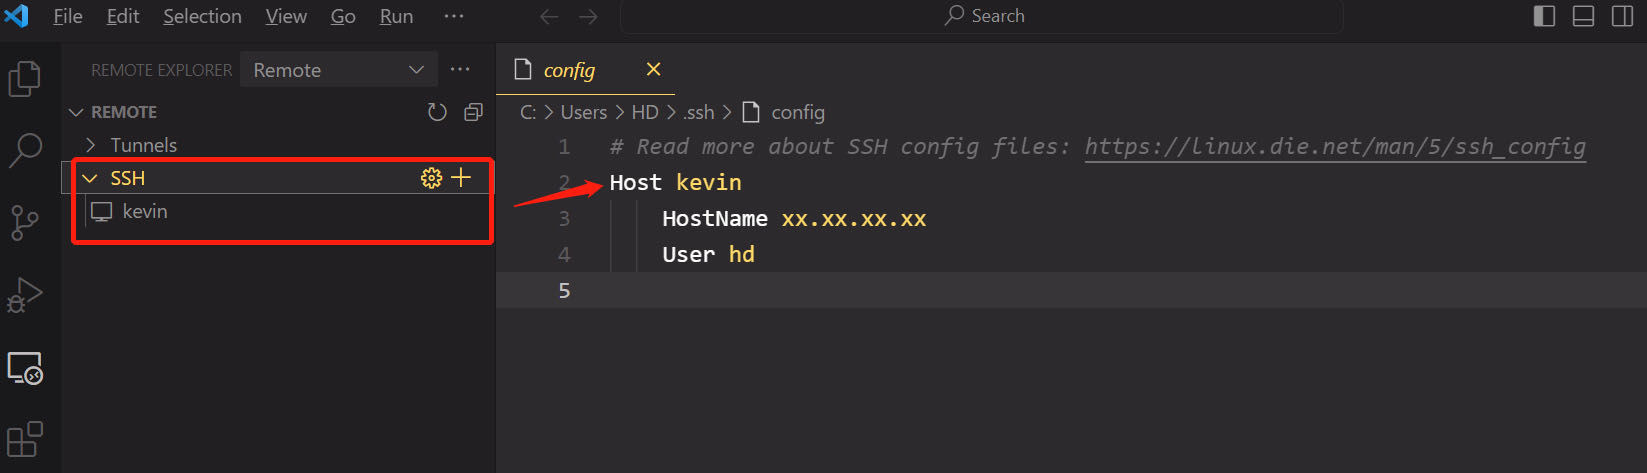 File Edit Selection View Go Run ...
Search
REMOTE EXPLORER Remote ...
REMOTE
Tunnels
SSH
kevin
config
C: > Users > HD > .ssh > config
1 # Read more about SSH config files: https://linux.die.net/man/5/ssh_config
2 Host kevin
3 HostName xx.xx.xx.xx
4 User hd
5